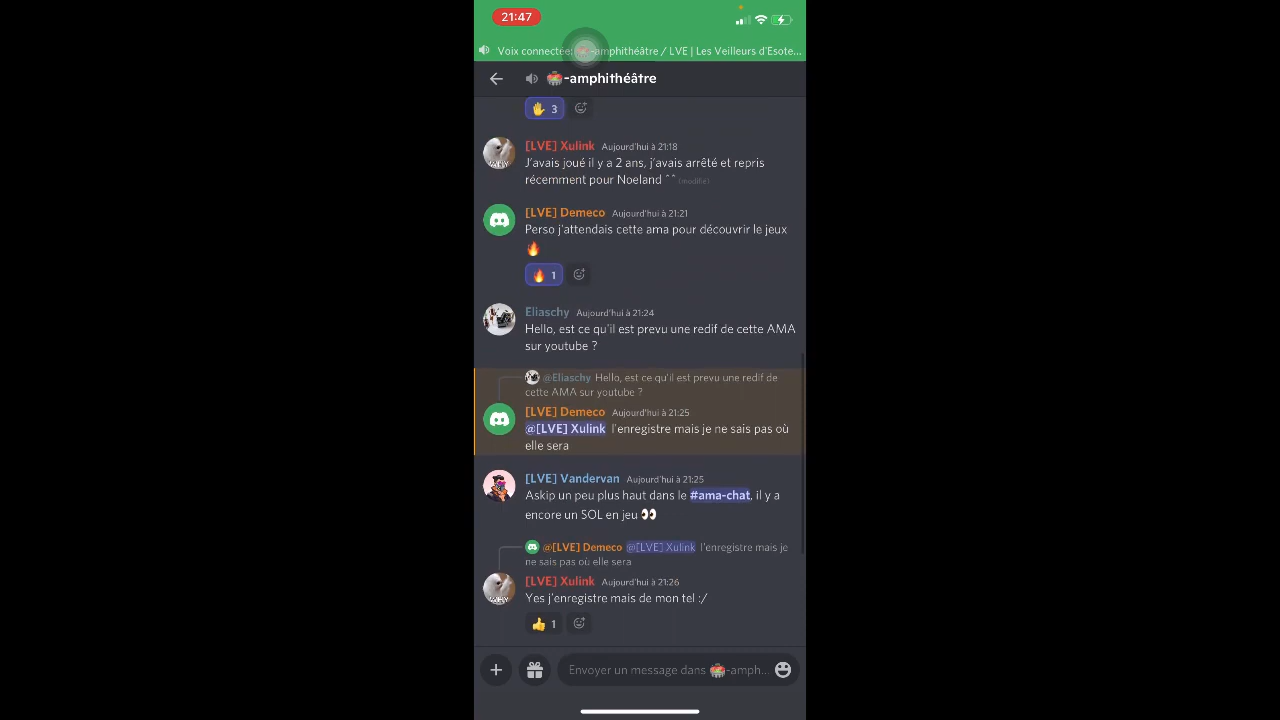 21:47
Voix connectée: -amphithéâtre / LVE | Les Veilleurs d'Esote...
-amphithéâtre
3
[LVE] Xulink Aujourd'hui à 21:18
J'avais joué il y a 2 ans, j'avais arrêté et repris
récemment pour Noeland ^^ (modifié)
[LVE] Demeco Aujourd'hui à 21:21
Perso j'attendais cette ama pour découvrir le jeux
🔥
🔥 1
Eliaschy Aujourd'hui à 21:24
Hello, est ce qu'il est prevu une redif de cette AMA
sur youtube ?
@Eliaschy Hello, est ce qu'il est prevu une redif de
cette AMA sur youtube ?
[LVE] Demeco Aujourd'hui à 21:25
@[LVE] Xulink l'enregistre mais je ne sais pas où
elle sera
[LVE] Vandervan Aujourd'hui à 21:25
Askip un peu plus haut dans le #ama-chat, il y a
encore un SOL en jeu 👀
@[LVE] Demeco @[LVE] Xulink l'enregistre mais je
ne sais pas où elle sera
[LVE] Xulink Aujourd'hui à 21:26
Yes j'enregistre mais de mon tel :/
👍 1
Envoyer un message dans -amph...